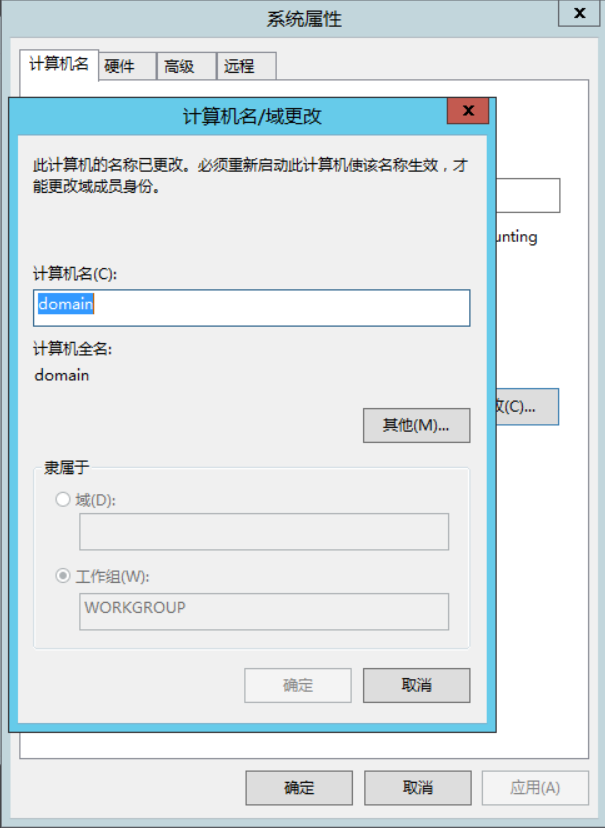 系统属性
x
计算机名 硬件 高级 远程
计算机名/域更改
x
此计算机的名称已更改。必须重新启动此计算机使该名称生效，才
能更改域成员身份。
unting
计算机名(C):
domain
计算机全名:
domain
(C)...
其他(M)...
隶属于
域(D):
工作组(W):
WORKGROUP
确定 取消
确定 取消 应用(A)